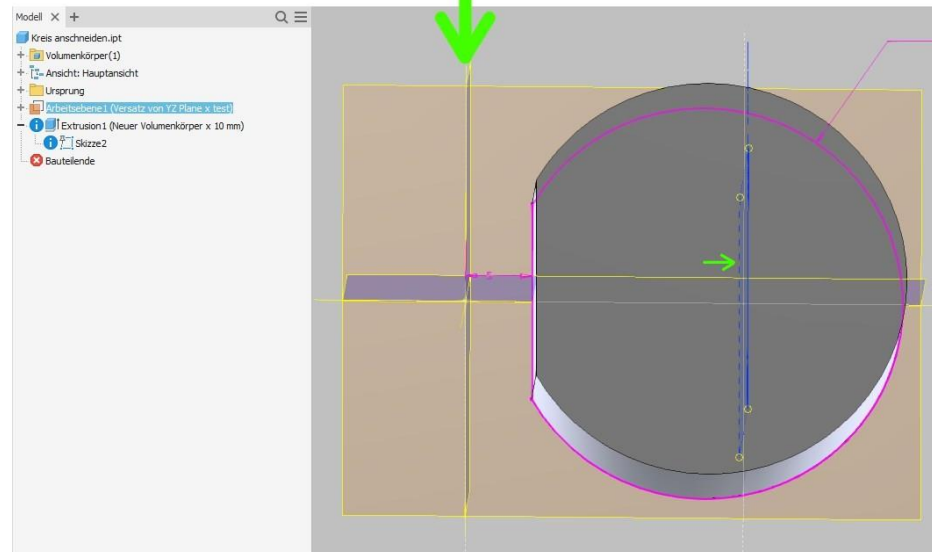 Modell
Kreis anschneiden.ipt
Volumenkörper(1)
Ansicht: Hauptansicht
Ursprung
Arbeitsebene1 (Versatz von YZ Plane x test)
Extrusion1 (Neuer Volumenkörper x 10 mm)
Skizze2
Bauteilende
5